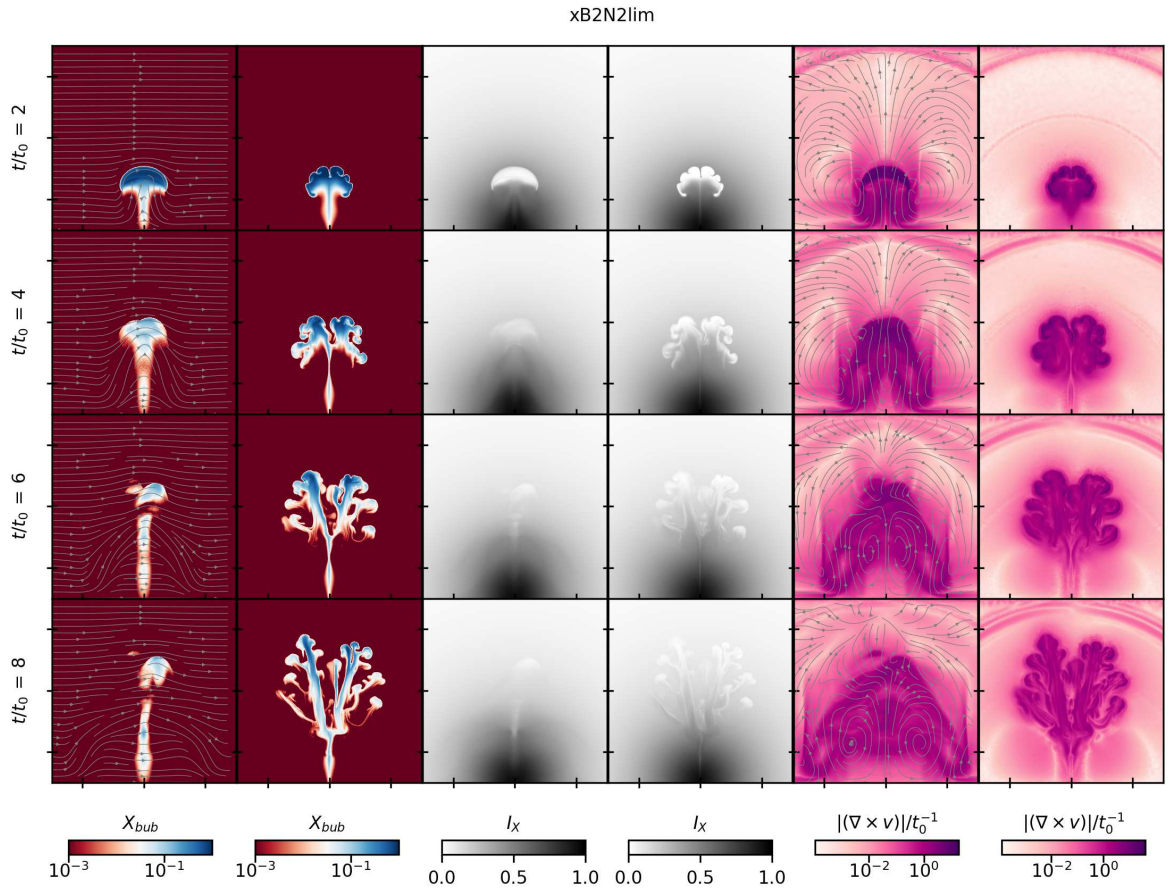 xB2N2lim
t/t₀ = 2
t/t₀ = 4
t/t₀ = 6
t/t₀ = 8
X_bub X_bub I_X I_X |(∇ × v)|/t₀⁻¹ |(∇ × v)|/t₀⁻¹
10⁻³ 10⁻¹ 10⁻³ 10⁻¹ 0.0 0.5 1.0 0.0 0.5 1.0 10⁻² 10⁰ 10⁻² 10⁰